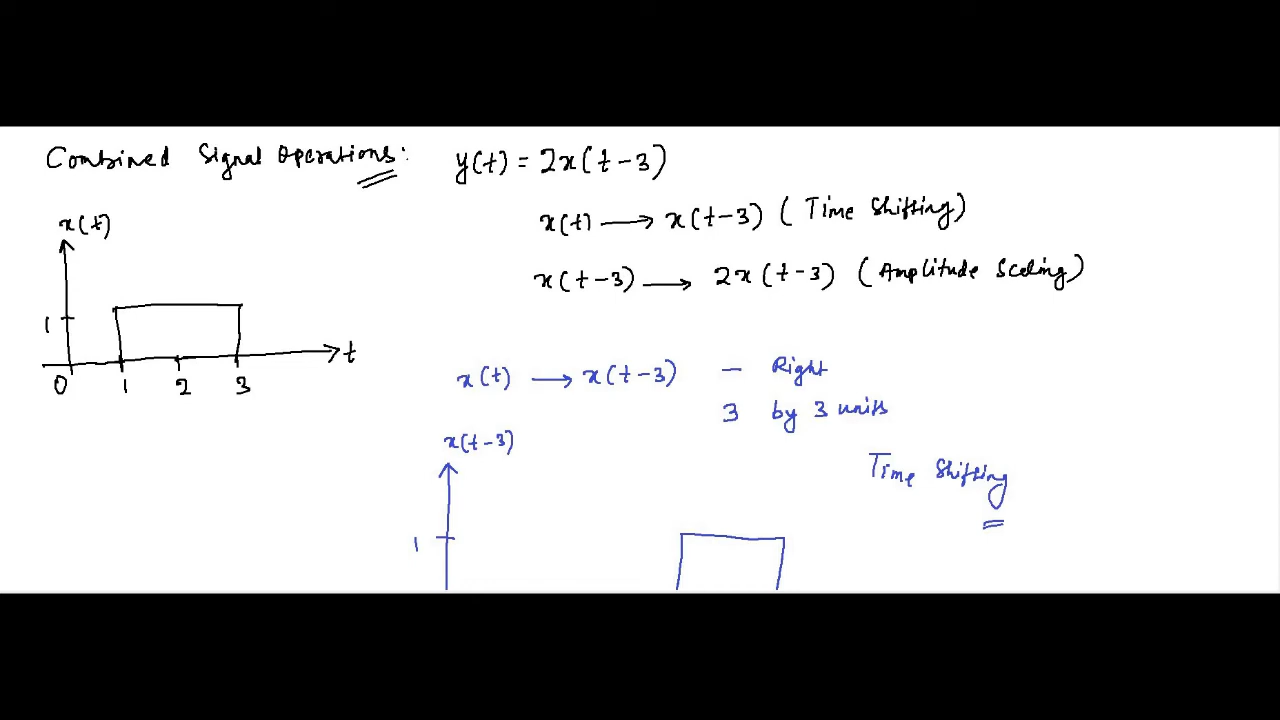 Combined Signal Operations: y(t) = 2x(t-3)
x(t) → x(t-3) (Time Shifting)
x(t-3) → 2x(t-3) (Amplitude Scaling)
x(t)
1
0 1 2 3 t
x(t) → x(t-3) - Right
3 by 3 units
x(t-3)
Time Shifting
1